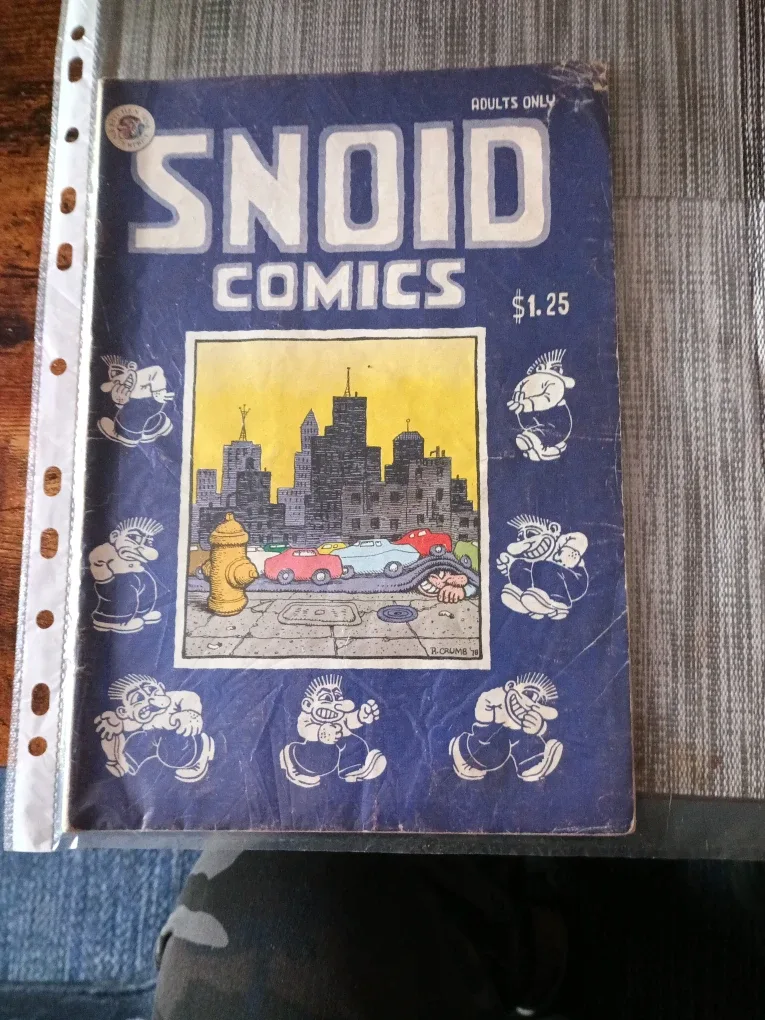 ADULTS ONLY
SNOID
COMICS
$1.25
R. CRUMB '79